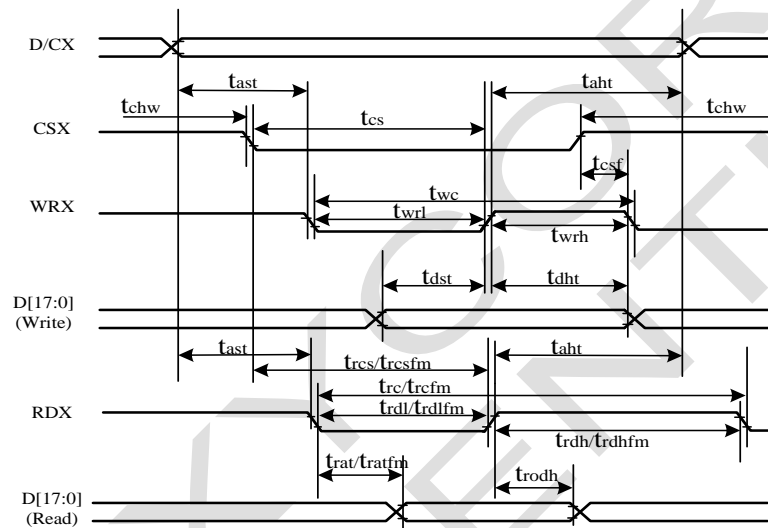 D/CX
tast
taht
tchw
tchw
CSX
tcs
tcsf
WRX
twc
twrl
twrh
tdst
tdht
D[17:0]
(Write)
tast
taht
trcs/trcsfm
trc/trcfm
RDX
trdl/trdlfm
trdh/trdhfm
trat/tratfm
trodh
D[17:0]
(Read)